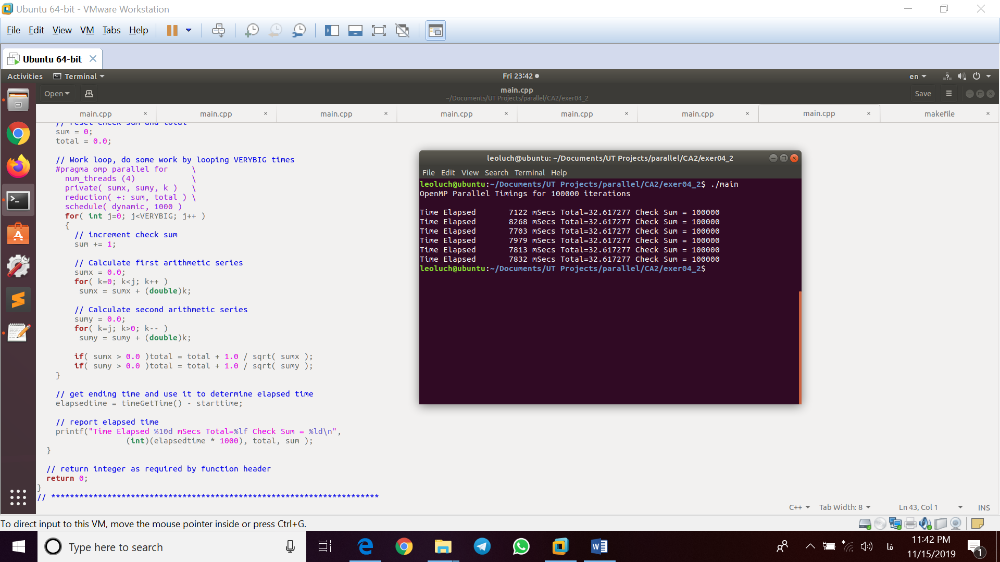 Ubuntu 64-bit - VMware Workstation
File Edit View VM Tabs Help
Ubuntu 64-bit
Activities Terminal Fri 23:42 en
Open main.cpp Save
~/Documents/UT Projects/parallel/CA2/exer04_2
main.cpp × main.cpp × main.cpp × main.cpp × main.cpp × main.cpp × main.cpp × makefile ×
// reset check sum and total
sum = 0;
total = 0.0;
// Work loop, do some work by looping VERYBIG times
#pragma omp parallel for \
num_threads (4) \
private( sumx, sumy, k ) \
reduction( +: sum, total ) \
schedule( dynamic, 1000 )
for( int j=0; j<VERYBIG; j++ )
{
// increment check sum
sum += 1;
// Calculate first arithmetic series
sumx = 0.0;
for( k=0; k<j; k++ )
sumx = sumx + (double)k;
// Calculate second arithmetic series
sumy = 0.0;
for( k=j; k>0; k-- )
sumy = sumy + (double)k;
if( sumx > 0.0 )total = total + 1.0 / sqrt( sumx );
if( sumy > 0.0 )total = total + 1.0 / sqrt( sumy );
}
// get ending time and use it to determine elapsed time
elapsedtime = timeGetTime() - starttime;
// report elapsed time
printf("Time Elapsed %10d mSecs Total=%lf Check Sum = %ld\n",
(int)(elapsedtime * 1000), total, sum );
}
// return integer as required by function header
return 0;
}
// **********************************************************************
leoluch@ubuntu: ~/Documents/UT Projects/parallel/CA2/exer04_2
File Edit View Search Terminal Help
leoluch@ubuntu:~/Documents/UT Projects/parallel/CA2/exer04_2$ ./main
OpenMP Parallel Timings for 100000 iterations
Time Elapsed 7122 mSecs Total=32.617277 Check Sum = 100000
Time Elapsed 8268 mSecs Total=32.617277 Check Sum = 100000
Time Elapsed 7703 mSecs Total=32.617277 Check Sum = 100000
Time Elapsed 7979 mSecs Total=32.617277 Check Sum = 100000
Time Elapsed 7813 mSecs Total=32.617277 Check Sum = 100000
Time Elapsed 7832 mSecs Total=32.617277 Check Sum = 100000
leoluch@ubuntu:~/Documents/UT Projects/parallel/CA2/exer04_2$
C++ Tab Width: 8 Ln 43, Col 1 INS
To direct input to this VM, move the mouse pointer inside or press Ctrl+G.
Type here to search
فا
11:42 PM
11/15/2019
1